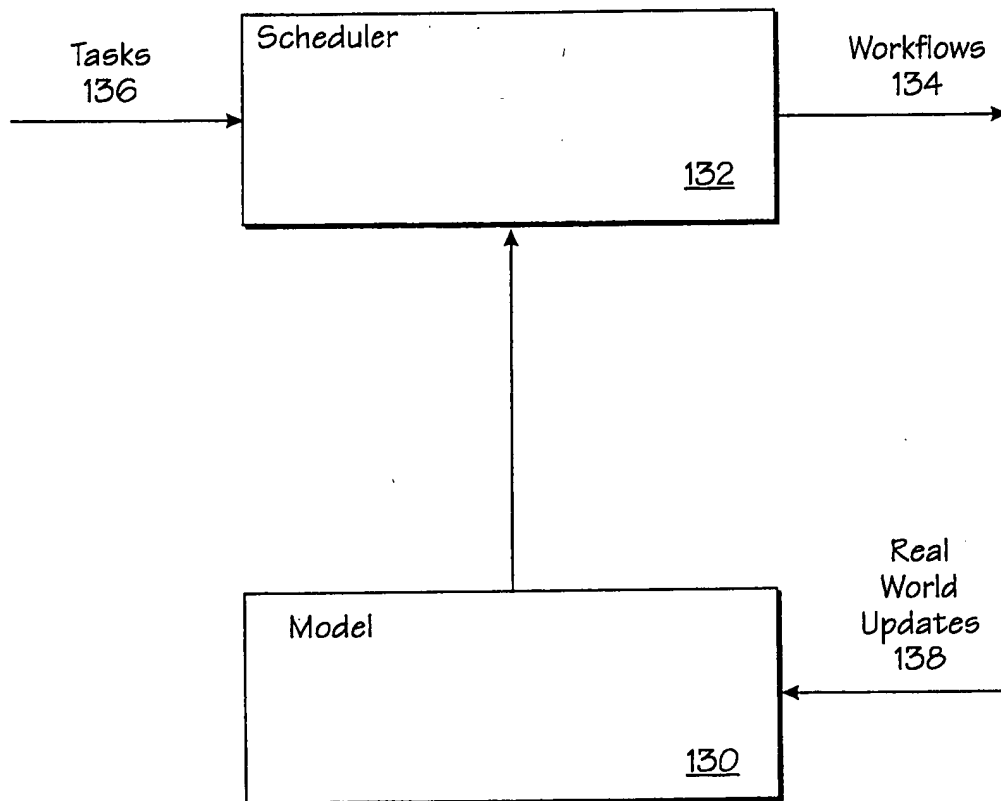 Tasks
136
Scheduler
132
Workflows
134
Model
130
Real
World
Updates
138